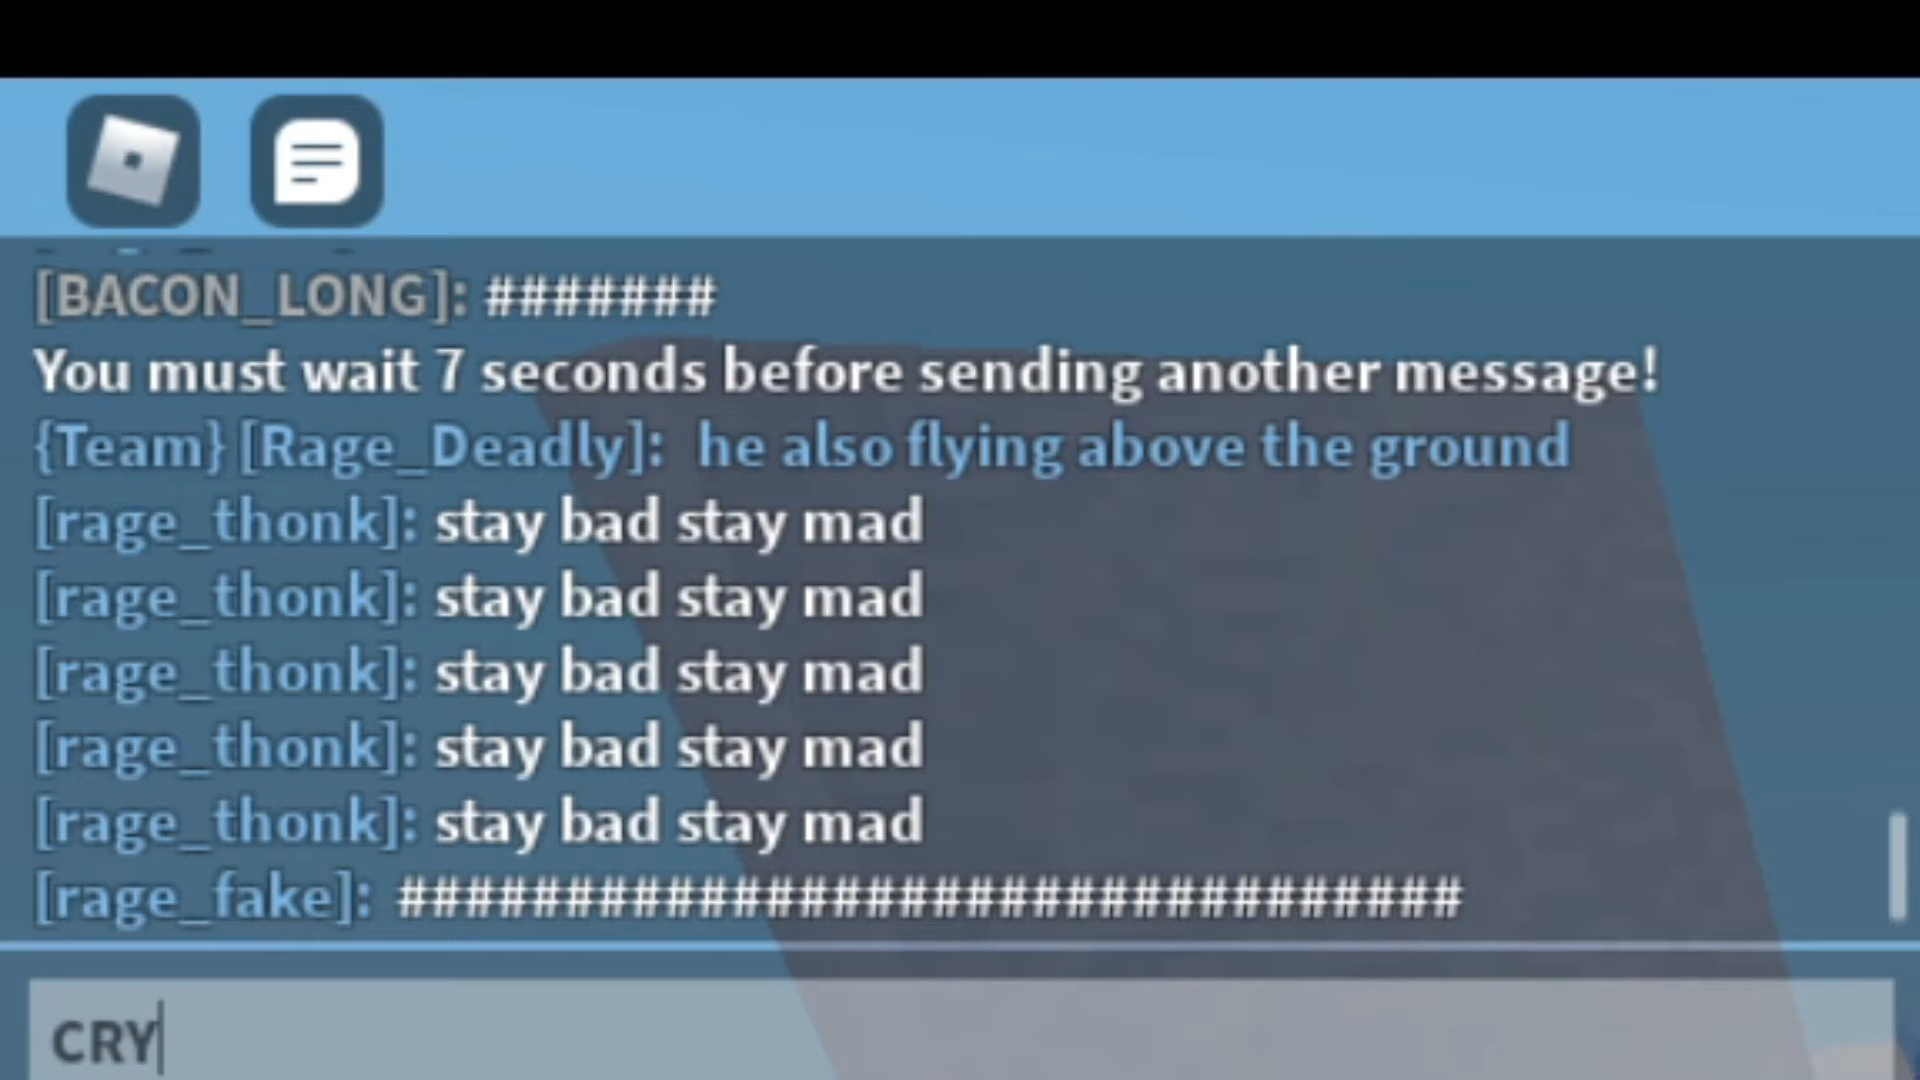 [BACON_LONG]: #######
You must wait 7 seconds before sending another message!
{Team} [Rage_Deadly]: he also flying above the ground
[rage_thonk]: stay bad stay mad
[rage_thonk]: stay bad stay mad
[rage_thonk]: stay bad stay mad
[rage_thonk]: stay bad stay mad
[rage_thonk]: stay bad stay mad
[rage_fake]: ################################
CRY